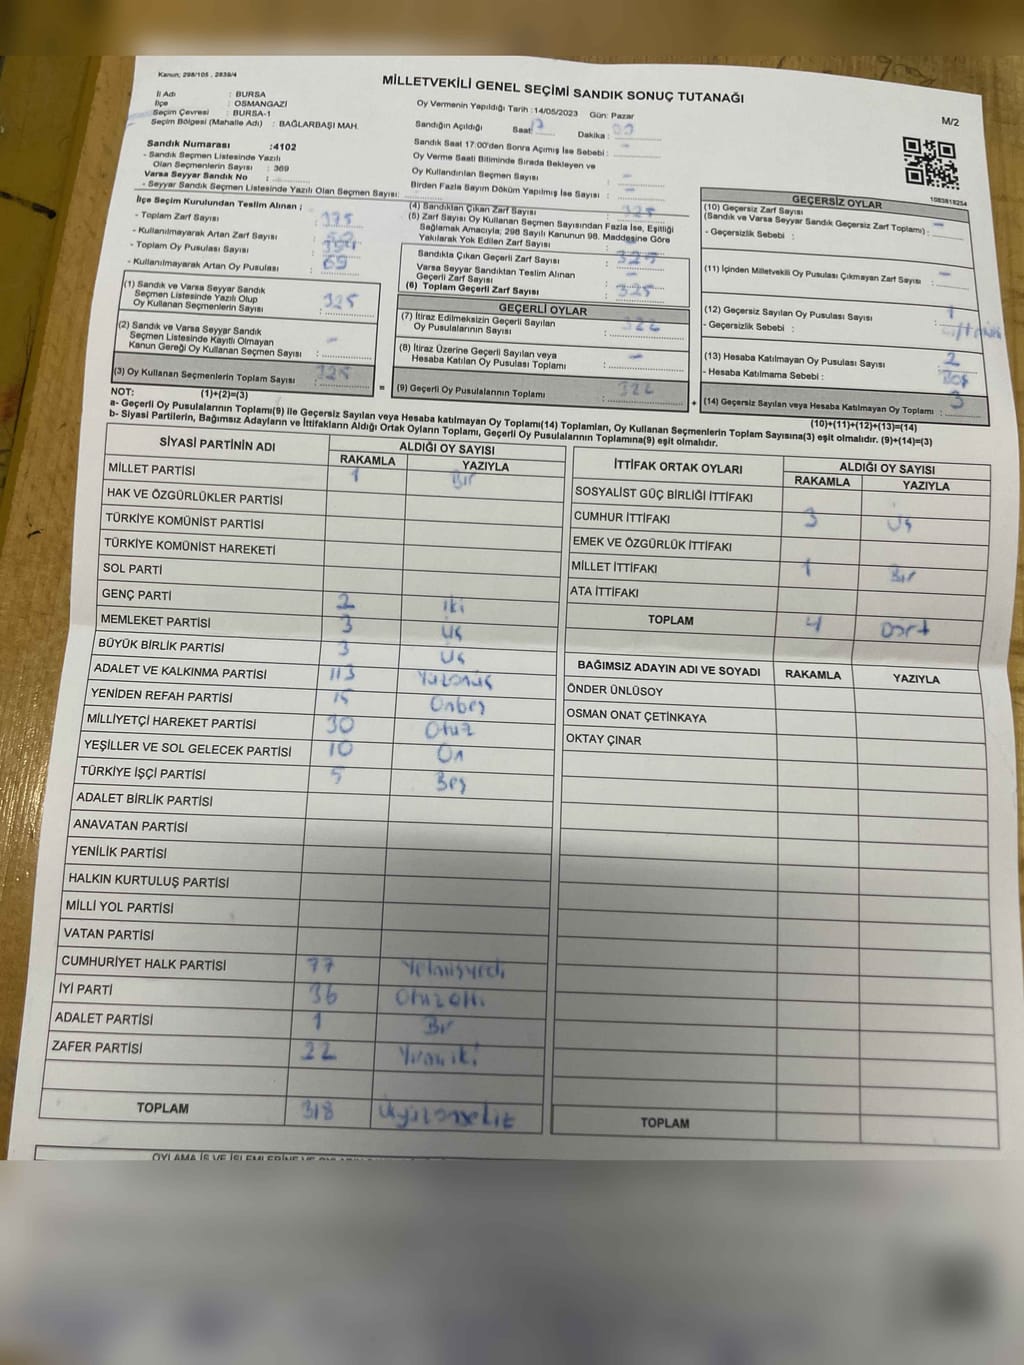 Kanun; 298/105 , 2839/4
MİLLETVEKİLİ GENEL SEÇİMİ SANDIK SONUÇ TUTANAĞI
M/2
İl Adı : BURSA
İlçe : OSMANGAZİ
Seçim Çevresi : BURSA-1
Seçim Bölgesi (Mahalle Adı) : BAĞLARBAŞI MAH.
Sandık Numarası :4102
- Sandık Seçmen Listesinde Yazılı
Olan Seçmenlerin Sayısı : 369
Varsa Seyyar Sandık No :
- Seyyar Sandık Seçmen Listesinde Yazılı Olan Seçmen Sayısı:
Oy Vermenin Yapıldığı Tarih :14/05/2023 Gün: Pazar
Sandığın Açıldığı Saat: 17 Dakika : 00
Sandık Saat 17:00'den Sonra Açımış İse Sebebi : -
Oy Verme Saati Bitiminde Sırada Bekleyen ve
Oy Kullandırılan Seçmen Sayısı : -
Birden Fazla Sayım Döküm Yapılmış İse Sayısı : -
1083818254
İlçe Seçim Kurulundan Teslim Alınan :
- Toplam Zarf Sayısı : 375
- Kullanılmayarak Artan Zarf Sayısı :
- Toplam Oy Pusulası Sayısı : 394
- Kullanılmayarak Artan Oy Pusulası : 69
(1) Sandık ve Varsa Seyyar Sandık
Seçmen Listesinde Yazılı Olup
Oy Kullanan Seçmenlerin Sayısı : 325
(2) Sandık ve Varsa Seyyar Sandık
Seçmen Listesinde Kayıtlı Olmayan
Kanun Gereği Oy Kullanan Seçmen Sayısı : -
(3) Oy Kullanan Seçmenlerin Toplam Sayısı : 325
(1)+(2)=(3)
(4) Sandıktan Çıkan Zarf Sayısı : 325
(5) Zarf Sayısı Oy Kullanan Seçmen Sayısından Fazla İse, Eşitliği
Sağlamak Amacıyla; 298 Sayılı Kanunun 98. Maddesine Göre
Yakılarak Yok Edilen Zarf Sayısı : -
Sandıkta Çıkan Geçerli Zarf Sayısı : 325
Varsa Seyyar Sandıktan Teslim Alınan
Geçerli Zarf Sayısı : -
(6) Toplam Geçerli Zarf Sayısı : 325
GEÇERLİ OYLAR
(7) İtiraz Edilmeksizin Geçerli Sayılan
Oy Pusulalarının Sayısı : 322
(8) İtiraz Üzerine Geçerli Sayılan veya
Hesaba Katılan Oy Pusulası Toplamı : -
= (9) Geçerli Oy Pusulalarının Toplamı : 322 +
GEÇERSİZ OYLAR
(10) Geçersiz Zarf Sayısı
(Sandık ve Varsa Seyyar Sandık Geçersiz Zarf Toplamı) : -
- Geçersizlik Sebebi :
(11) İçinden Milletvekili Oy Pusulası Çıkmayan Zarf Sayısı : -
(12) Geçersiz Sayılan Oy Pusulası Sayısı : 1
- Geçersizlik Sebebi :
(13) Hesaba Katılmayan Oy Pusulası Sayısı : 2
- Hesaba Katılmama Sebebi : Boş
(14) Geçersiz Sayılan veya Hesaba Katılmayan Oy Toplamı : 3
(10)+(11)+(12)+(13)=(14)
NOT:
a- Geçerli Oy Pusulalarının Toplamı(9) ile Geçersiz Sayılan veya Hesaba katılmayan Oy Toplamı(14) Toplamları, Oy Kullanan Seçmenlerin Toplam Sayısına(3) eşit olmalıdır. (9)+(14)=(3)
b- Siyasi Partilerin, Bağımsız Adayların ve İttifakların Aldığı Ortak Oyların Toplamı, Geçerli Oy Pusulalarının Toplamına(9) eşit olmalıdır.
SİYASİ PARTİNİN ADI ALDIĞI OY SAYISI
RAKAMLA YAZIYLA
MİLLET PARTİSİ 1 Bir
HAK VE ÖZGÜRLÜKLER PARTİSİ
TÜRKİYE KOMÜNİST PARTİSİ
TÜRKİYE KOMÜNİST HAREKETİ
SOL PARTİ
GENÇ PARTİ 2 iki
MEMLEKET PARTİSİ 3 üç
BÜYÜK BİRLİK PARTİSİ 3 üç
ADALET VE KALKINMA PARTİSİ 113 Yüzonüç
YENİDEN REFAH PARTİSİ 15 Onbeş
MİLLİYETÇİ HAREKET PARTİSİ 30 Otuz
YEŞİLLER VE SOL GELECEK PARTİSİ 10 On
TÜRKİYE İŞÇİ PARTİSİ 5 Beş
ADALET BİRLİK PARTİSİ
ANAVATAN PARTİSİ
YENİLİK PARTİSİ
HALKIN KURTULUŞ PARTİSİ
MİLLİ YOL PARTİSİ
VATAN PARTİSİ
CUMHURİYET HALK PARTİSİ 77 Yetmişyedi
İYİ PARTİ 36 Otuzaltı
ADALET PARTİSİ 1 Bir
ZAFER PARTİSİ 22 Yirmiiki
TOPLAM 318 Üçyüzonsekiz
İTTİFAK ORTAK OYLARI ALDIĞI OY SAYISI
RAKAMLA YAZIYLA
SOSYALİST GÜÇ BİRLİĞİ İTTİFAKI
CUMHUR İTTİFAKI 3 üç
EMEK VE ÖZGÜRLÜK İTTİFAKI
MİLLET İTTİFAKI 1 Bir
ATA İTTİFAKI
TOPLAM 4 Dört
BAĞIMSIZ ADAYIN ADI VE SOYADI RAKAMLA YAZIYLA
ÖNDER ÜNLÜSOY
OSMAN ONAT ÇETİNKAYA
OKTAY ÇINAR
TOPLAM